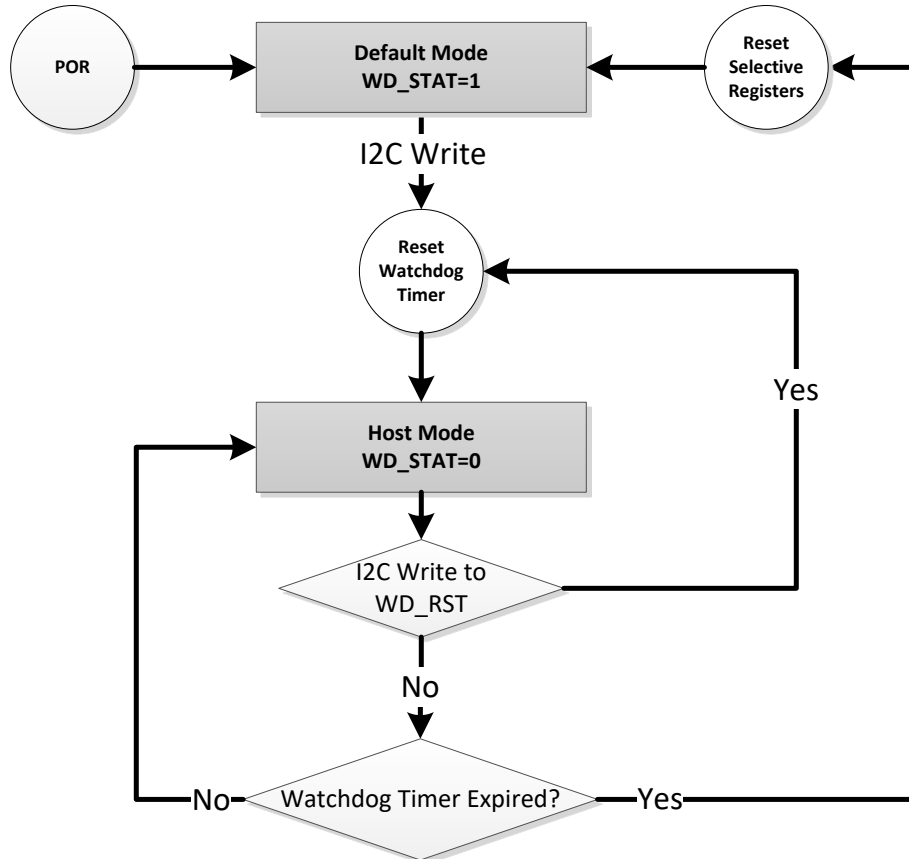 POR
Default Mode
WD_STAT=1
Reset
Selective
Registers
I2C Write
Reset
Watchdog
Timer
Yes
Host Mode
WD_STAT=0
I2C Write to
WD_RST
No
No
Watchdog Timer Expired?
Yes